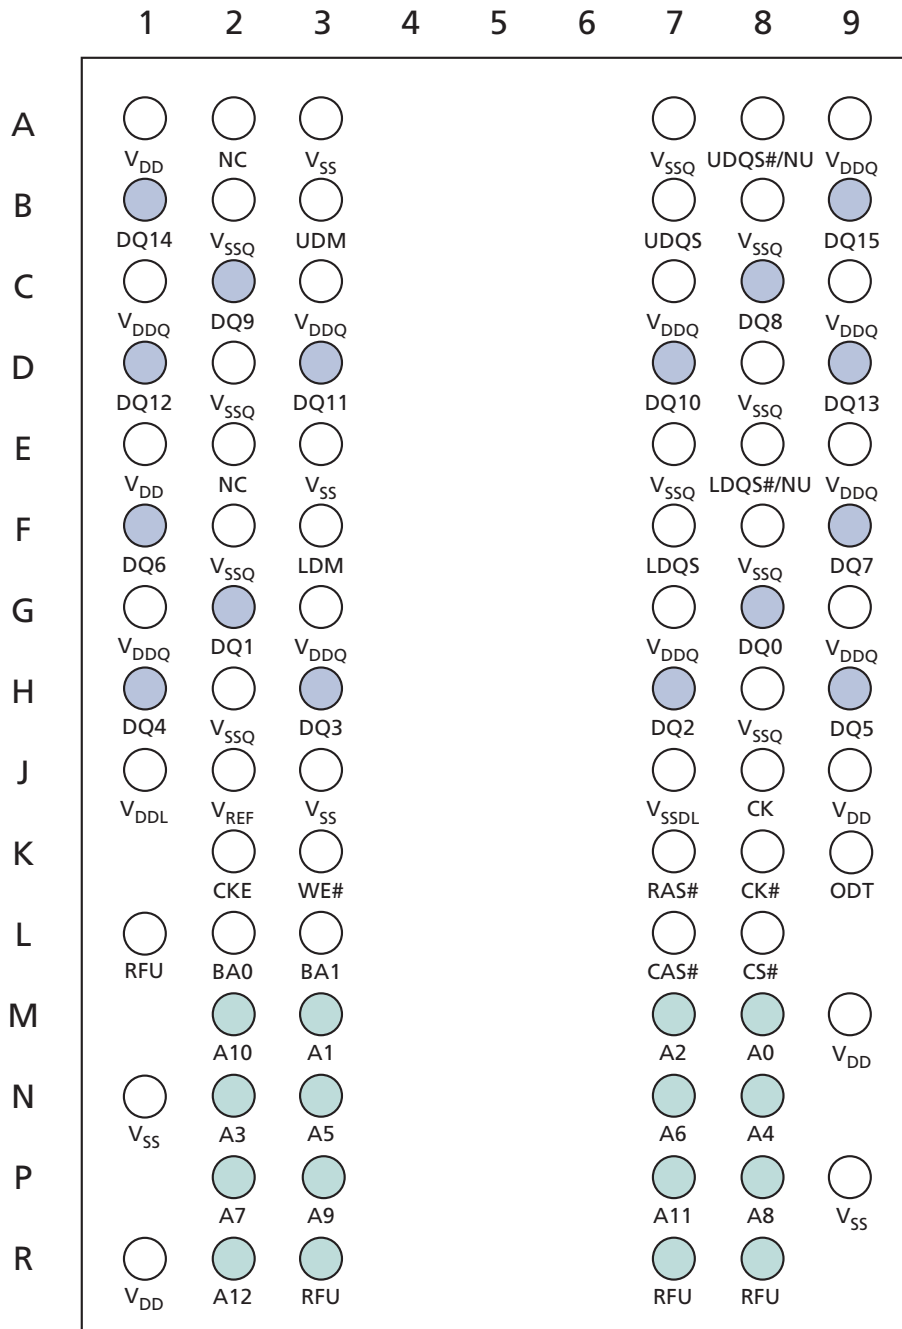 1 2 3 4 5 6 7 8 9
A
VDD NC VSS VSSQ UDQS#/NU VDDQ
B
DQ14 VSSQ UDM UDQS VSSQ DQ15
C
VDDQ DQ9 VDDQ VDDQ DQ8 VDDQ
D
DQ12 VSSQ DQ11 DQ10 VSSQ DQ13
E
VDD NC VSS VSSQ LDQS#/NU VDDQ
F
DQ6 VSSQ LDM LDQS VSSQ DQ7
G
VDDQ DQ1 VDDQ VDDQ DQ0 VDDQ
H
DQ4 VSSQ DQ3 DQ2 VSSQ DQ5
J
VDDL VREF VSS VSSDL CK VDD
K
CKE WE# RAS# CK# ODT
L
RFU BA0 BA1 CAS# CS#
M
A10 A1 A2 A0 VDD
N
VSS A3 A5 A6 A4
P
A7 A9 A11 A8 VSS
R
VDD A12 RFU RFU RFU